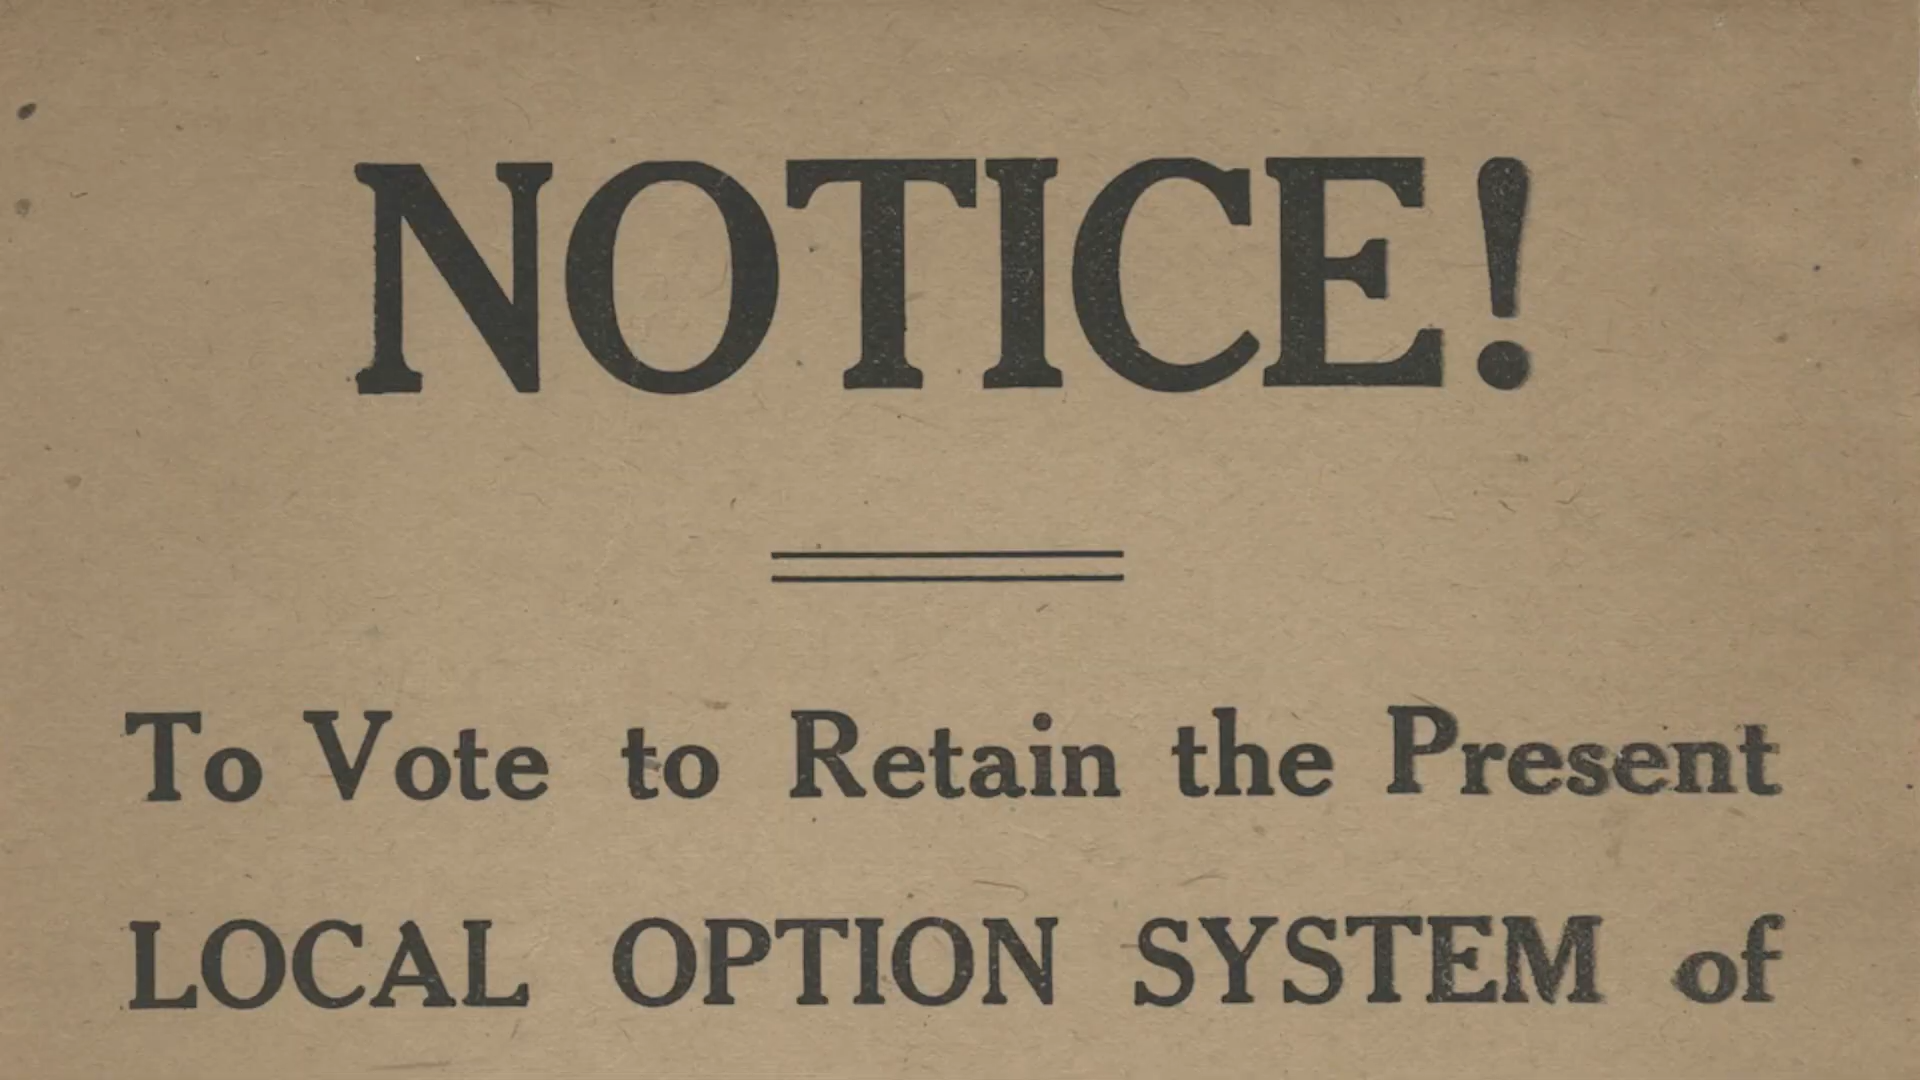 NOTICE!
To Vote to Retain the Present
LOCAL OPTION SYSTEM of